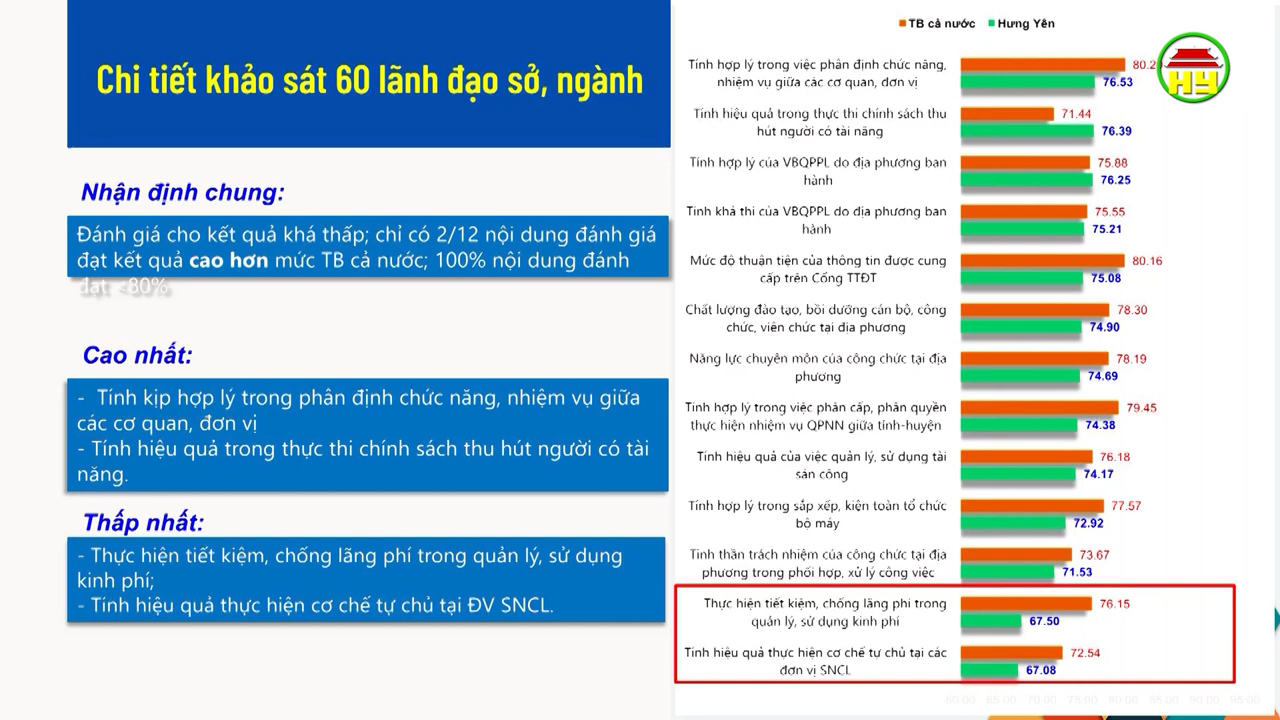 Chi tiết khảo sát 60 lãnh đạo sở, ngành
Nhận định chung:
Đánh giá cho kết quả khá thấp; chỉ có 2/12 nội dung đánh giá
đạt kết quả cao hơn mức TB cả nước; 100% nội dung đánh
đạt <80%
Cao nhất:
- Tính kịp hợp lý trong phân định chức năng, nhiệm vụ giữa
các cơ quan, đơn vị
- Tính hiệu quả trong thực thi chính sách thu hút người có tài
năng.
Thấp nhất:
- Thực hiện tiết kiệm, chống lãng phí trong quản lý, sử dụng
kinh phí;
- Tính hiệu quả thực hiện cơ chế tự chủ tại ĐV SNCL.
TB cả nước Hưng Yên
HY
Tính hợp lý trong việc phân định chức năng,
nhiệm vụ giữa các cơ quan, đơn vị
80.2
76.53
Tính hiệu quả trong thực thi chính sách thu
hút người có tài năng
71.44
76.39
Tính hợp lý của VBQPPL do địa phương ban
hành
75.88
76.25
Tính khả thi của VBQPPL do địa phương ban
hành
75.55
75.21
Mức độ thuận tiện của thông tin được cung
cấp trên Cổng TTĐT
80.16
75.08
Chất lượng đào tạo, bồi dưỡng cán bộ, công
chức, viên chức tại địa phương
78.30
74.90
Năng lực chuyên môn của công chức tại địa
phương
78.19
74.69
Tính hợp lý trong việc phân cấp, phân quyền
thực hiện nhiệm vụ QPNN giữa tỉnh-huyện
79.45
74.38
Tính hiệu quả của việc quản lý, sử dụng tài
sản công
76.18
74.17
Tính hợp lý trong sắp xếp, kiện toàn tổ chức
bộ máy
77.57
72.92
Tinh thần trách nhiệm của công chức tại địa
phương trong phối hợp, xử lý công việc
73.67
71.53
Thực hiện tiết kiệm, chống lãng phí trong
quản lý, sử dụng kinh phí
76.15
67.50
Tính hiệu quả thực hiện cơ chế tự chủ tại các
đơn vị SNCL
72.54
67.08
60.00 65.00 70.00 75.00 80.00 85.00 90.00 95.00